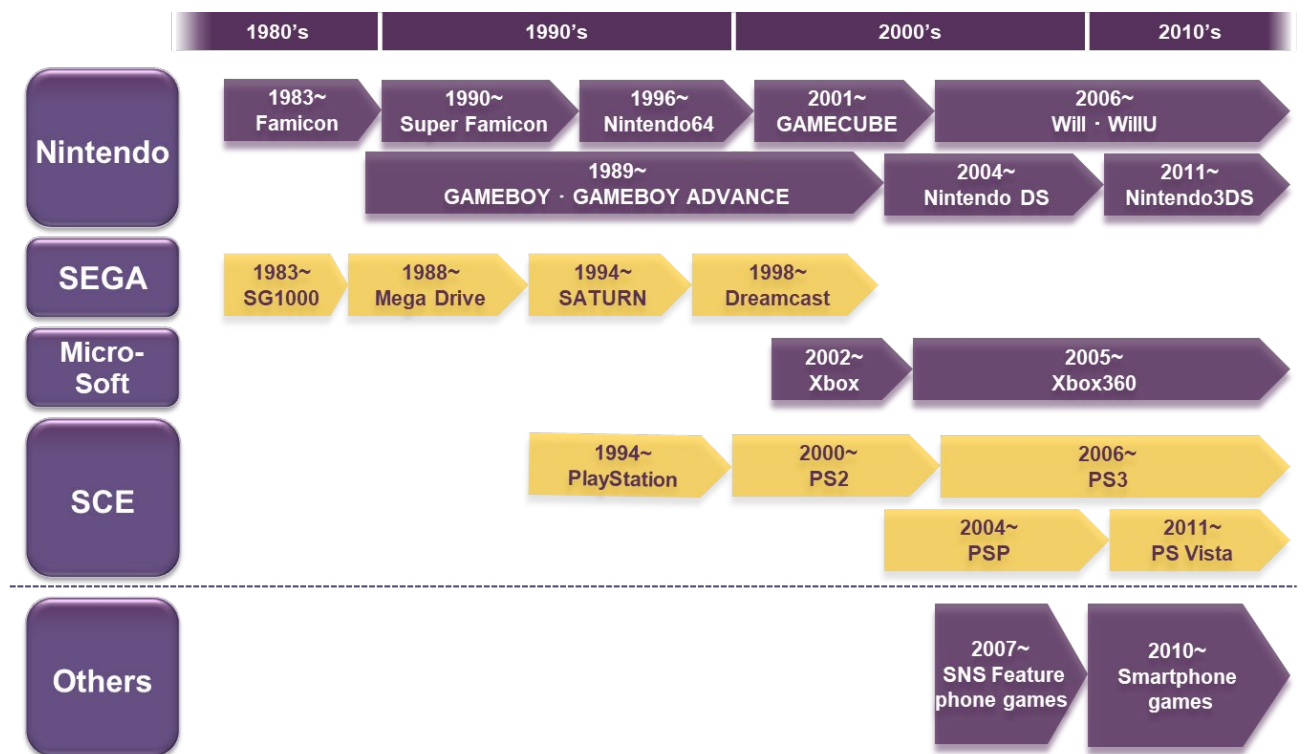 1980's 1990's 2000's 2010's
Nintendo
1983~
Famicon
1990~
Super Famicon
1996~
Nintendo64
2001~
GAMECUBE
2006~
Will · WillU
1989~
GAMEBOY · GAMEBOY ADVANCE
2004~
Nintendo DS
2011~
Nintendo3DS
SEGA
1983~
SG1000
1988~
Mega Drive
1994~
SATURN
1998~
Dreamcast
Micro-
Soft
2002~
Xbox
2005~
Xbox360
SCE
1994~
PlayStation
2000~
PS2
2006~
PS3
2004~
PSP
2011~
PS Vista
Others
2007~
SNS Feature
phone games
2010~
Smartphone
games